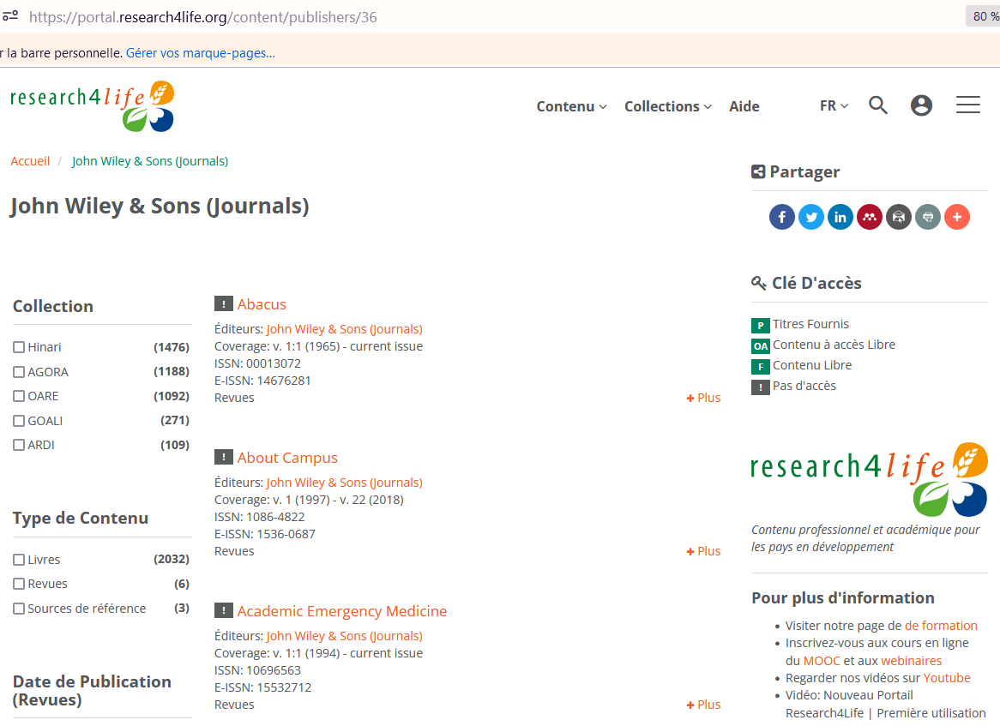 https://portal.research4life.org/content/publishers/36
80 %
r la barre personnelle. Gérer vos marque-pages...
research4life
Contenu
Collections
Aide
FR
Accueil / John Wiley & Sons (Journals)
John Wiley & Sons (Journals)
Collection
Hinari (1476)
AGORA (1188)
OARE (1092)
GOALI (271)
ARDI (109)
Type de Contenu
Livres (2032)
Revues (6)
Sources de référence (3)
Date de Publication
(Revues)
! Abacus
Éditeurs: John Wiley & Sons (Journals)
Coverage: v. 1:1 (1965) - current issue
ISSN: 00013072
E-ISSN: 14676281
Revues
+ Plus
! About Campus
Éditeurs: John Wiley & Sons (Journals)
Coverage: v. 1 (1997) - v. 22 (2018)
ISSN: 1086-4822
E-ISSN: 1536-0687
Revues
+ Plus
! Academic Emergency Medicine
Éditeurs: John Wiley & Sons (Journals)
Coverage: v. 1:1 (1994) - current issue
ISSN: 10696563
E-ISSN: 15532712
Revues
+ Plus
Partager
Clé D'accès
P Titres Fournis
OA Contenu à accès Libre
F Contenu Libre
! Pas d'accès
research4life
Contenu professionnel et académique pour
les pays en développement
Pour plus d'information
• Visiter notre page de de formation
• Inscrivez-vous aux cours en ligne
du MOOC et aux webinaires
• Regarder nos vidéos sur Youtube
• Vidéo: Nouveau Portail
Research4Life | Première utilisation